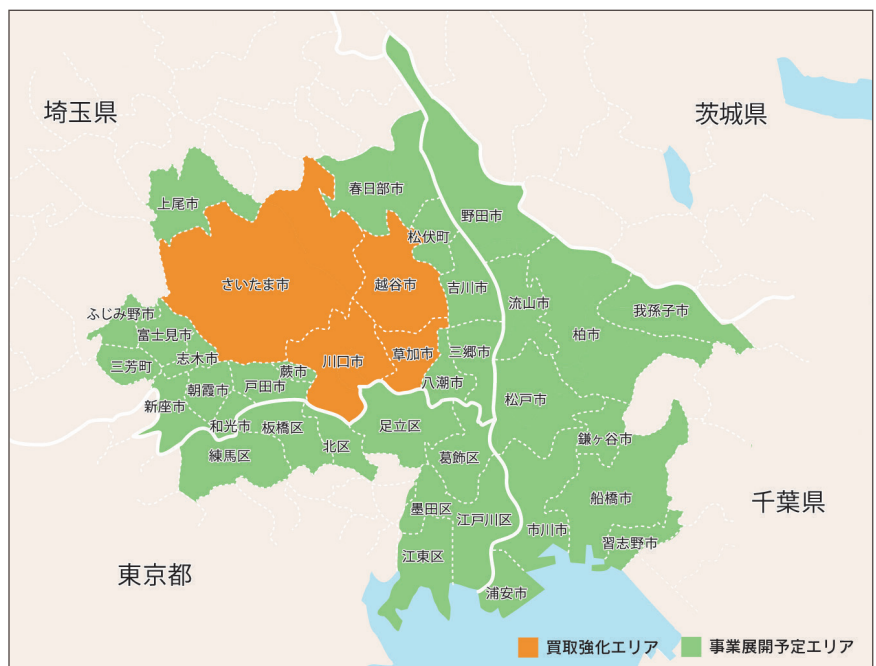 埼玉県
茨城県
春日部市
上尾市
野田市
松伏町
さいたま市
越谷市
吉川市
流山市
我孫子市
ふじみ野市
柏市
富士見市
三芳町
志木市
川口市
草加市
三郷市
蕨市
八潮市
朝霞市
戸田市
新座市
松戸市
和光市
板橋区
足立区
北区
鎌ヶ谷市
練馬区
葛飾区
船橋市
千葉県
墨田区
江戸川区
市川市
習志野市
江東区
東京都
浦安市
買取強化エリア
事業展開予定エリア